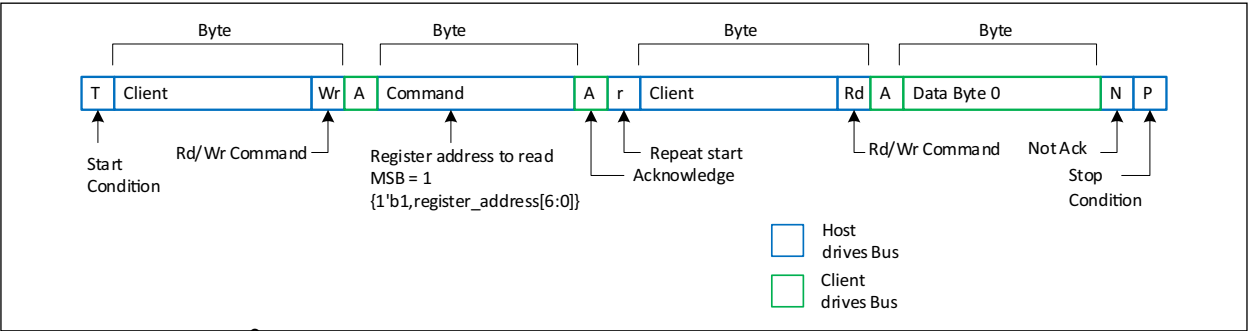 Byte Byte Byte Byte
T Client Wr A Command A r Client Rd A Data Byte 0 N P
Start
Condition
Rd/Wr Command
Register address to read
MSB = 1
{1'b1,register_address[6:0]}
Repeat start
Acknowledge
Rd/Wr Command
Not Ack
Stop
Condition
Host
drives Bus
Client
drives Bus